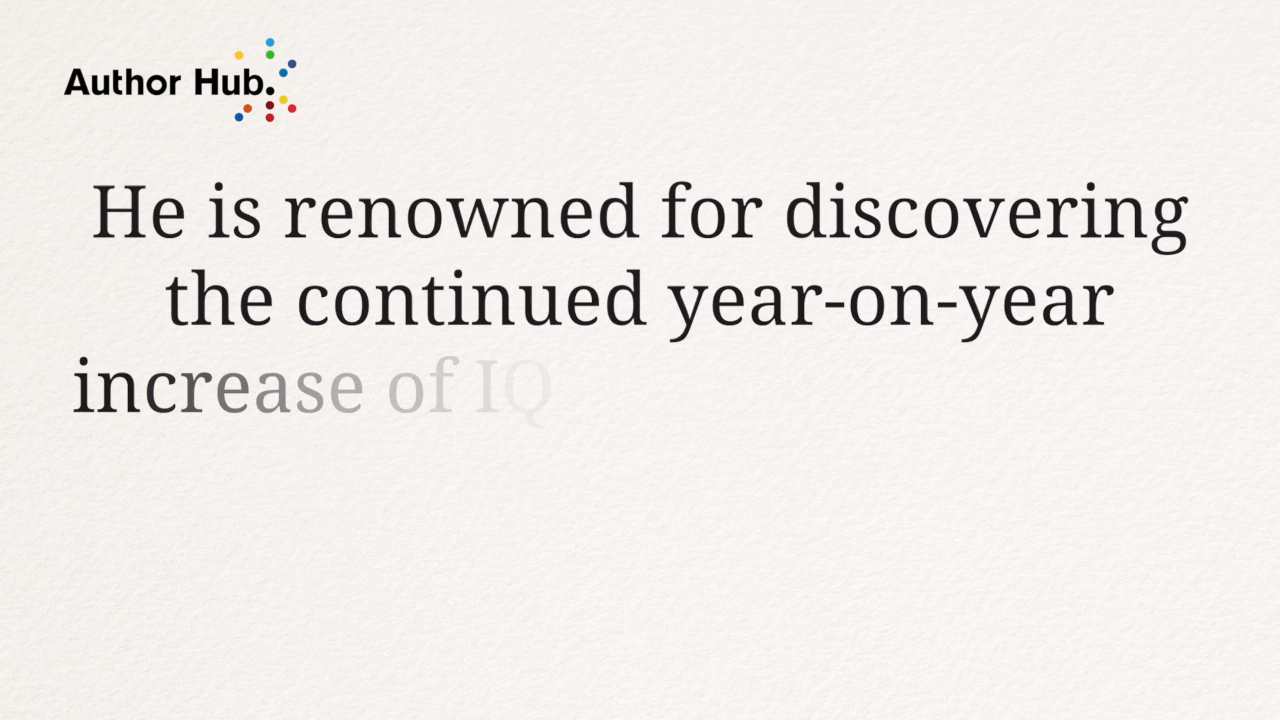 Author Hub.
He is renowned for discovering
the continued year-on-year
increase of IQ